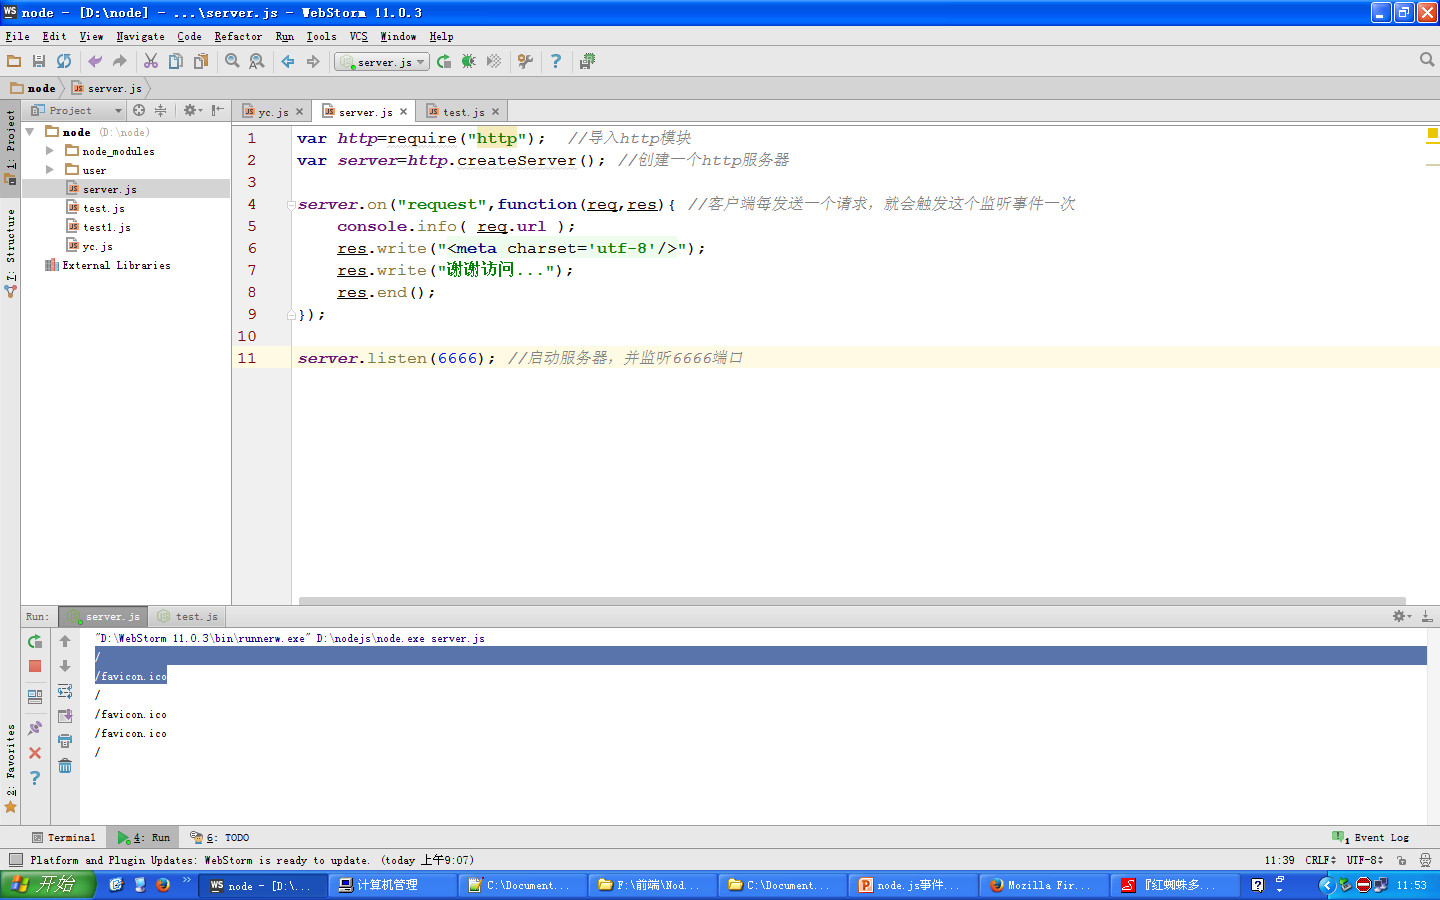 node - [D:\node] - ...\server.js - WebStorm 11.0.3
File Edit View Navigate Code Refactor Run Tools VCS Window Help
server.js
node server.js
Project
yc.js server.js test.js
1: Project
7: Structure
2: Favorites
node (D:\node)
node_modules
user
server.js
test.js
test1.js
yc.js
External Libraries
1 var http=require("http"); //导入http模块
2 var server=http.createServer(); //创建一个http服务器
3
4 server.on("request",function(req,res){ //客户端每发送一个请求，就会触发这个监听事件一次
5 console.info( req.url );
6 res.write("<meta charset='utf-8'/>");
7 res.write("谢谢访问...");
8 res.end();
9 });
10
11 server.listen(6666); //启动服务器，并监听6666端口
Run: server.js test.js
"D:\WebStorm 11.0.3\bin\runnerw.exe" D:\nodejs\node.exe server.js
/
/favicon.ico
/
/favicon.ico
/favicon.ico
/
Terminal 4: Run 6: TODO 1 Event Log
Platform and Plugin Updates: WebStorm is ready to update. (today 上午9:07) 11:39 CRLF UTF-8
开始 node - [D:\... 计算机管理 C:\Document... F:\前端\Nod... C:\Document... node.js事件... Mozilla Fir... 『红蜘蛛多... 11:53